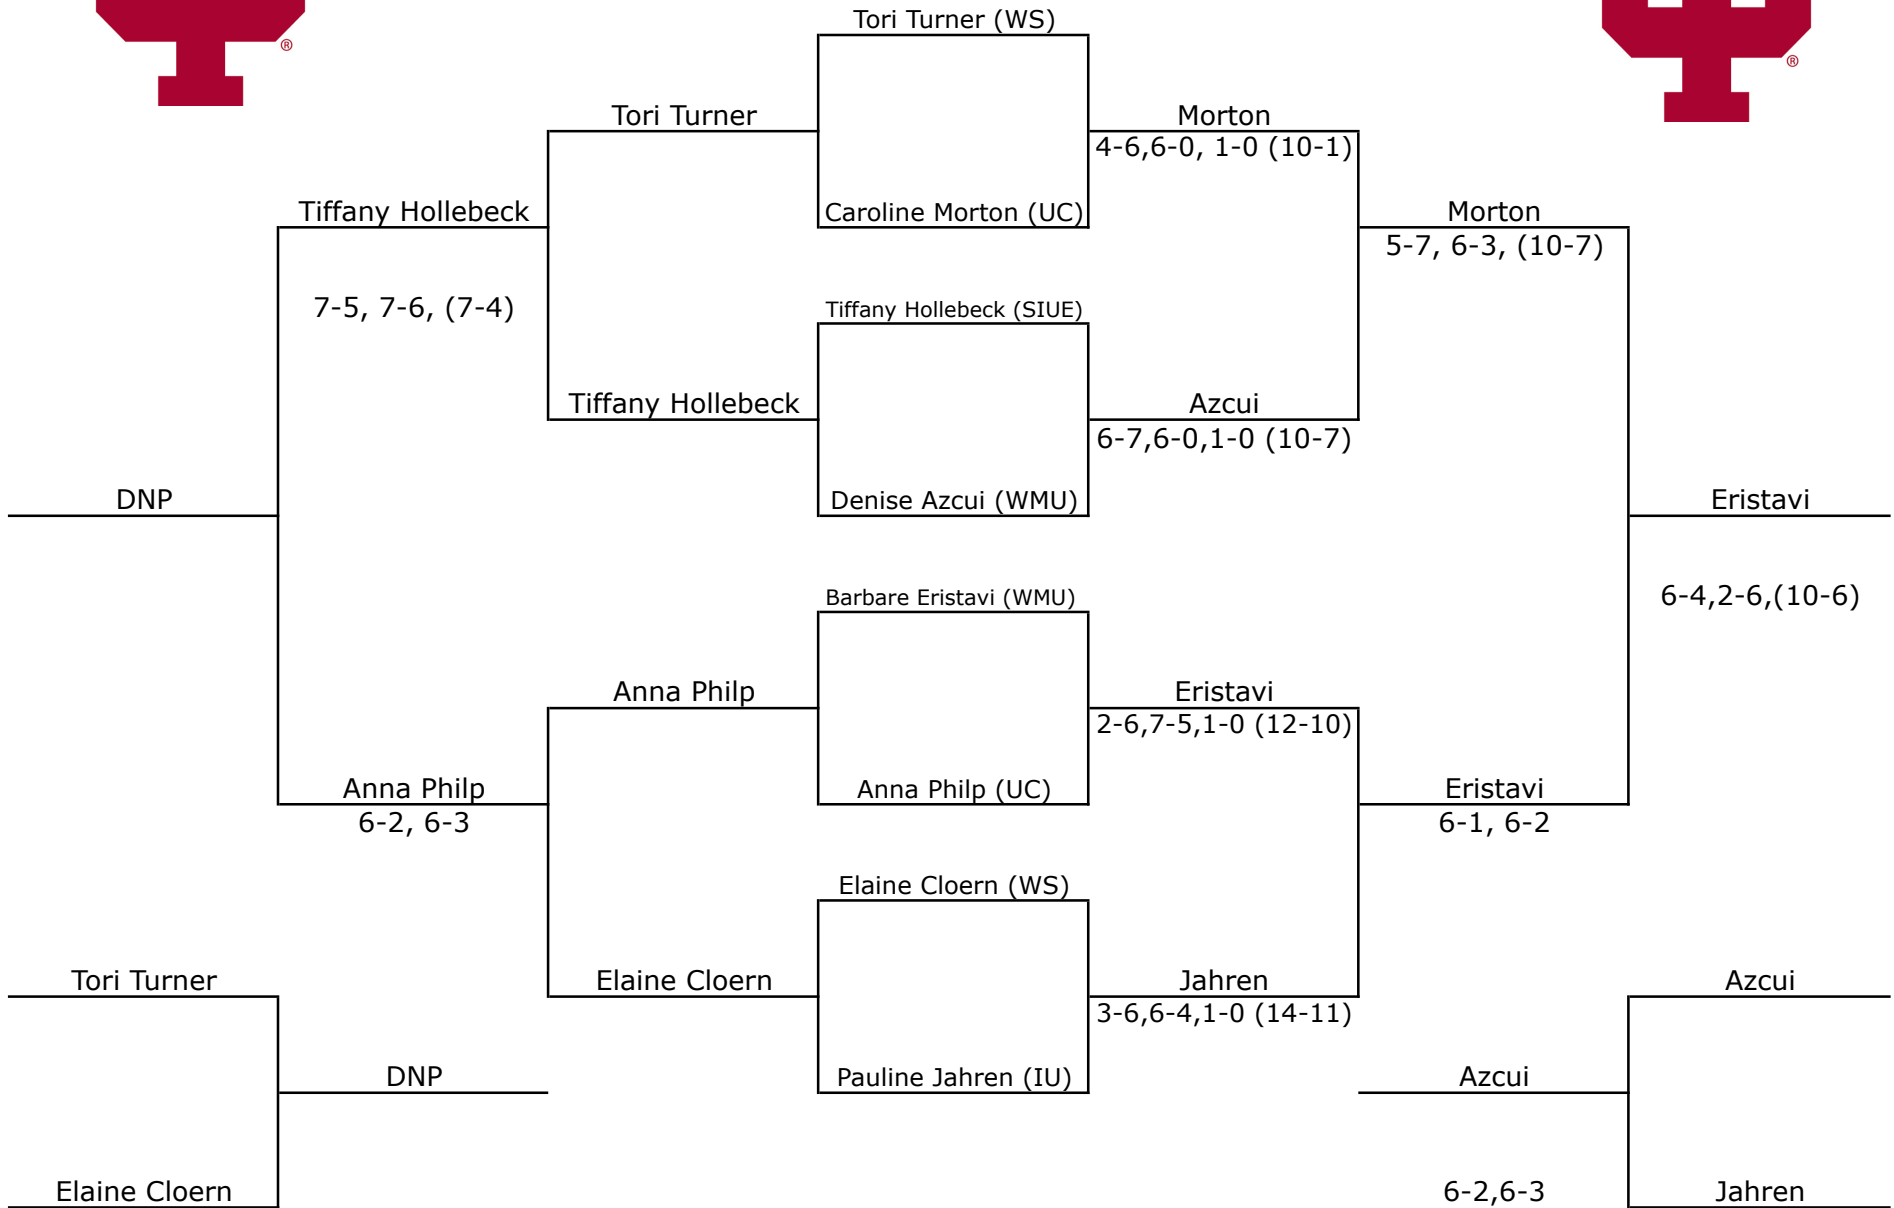 Tori Turner (WS)
®
®
Tori Turner
Morton
4-6,6-0, 1-0 (10-1)
Tiffany Hollebeck
Caroline Morton (UC)
Morton
5-7, 6-3, (10-7)
7-5, 7-6, (7-4)
Tiffany Hollebeck (SIUE)
Tiffany Hollebeck
Azcui
6-7,6-0,1-0 (10-7)
DNP
Denise Azcui (WMU)
Eristavi
Barbare Eristavi (WMU)
6-4,2-6,(10-6)
Anna Philp
Eristavi
2-6,7-5,1-0 (12-10)
Anna Philp
Anna Philp (UC)
Eristavi
6-2, 6-3
6-1, 6-2
Elaine Cloern (WS)
Tori Turner
Elaine Cloern
Jahren
Azcui
3-6,6-4,1-0 (14-11)
DNP
Pauline Jahren (IU)
Azcui
Elaine Cloern
6-2,6-3
Jahren